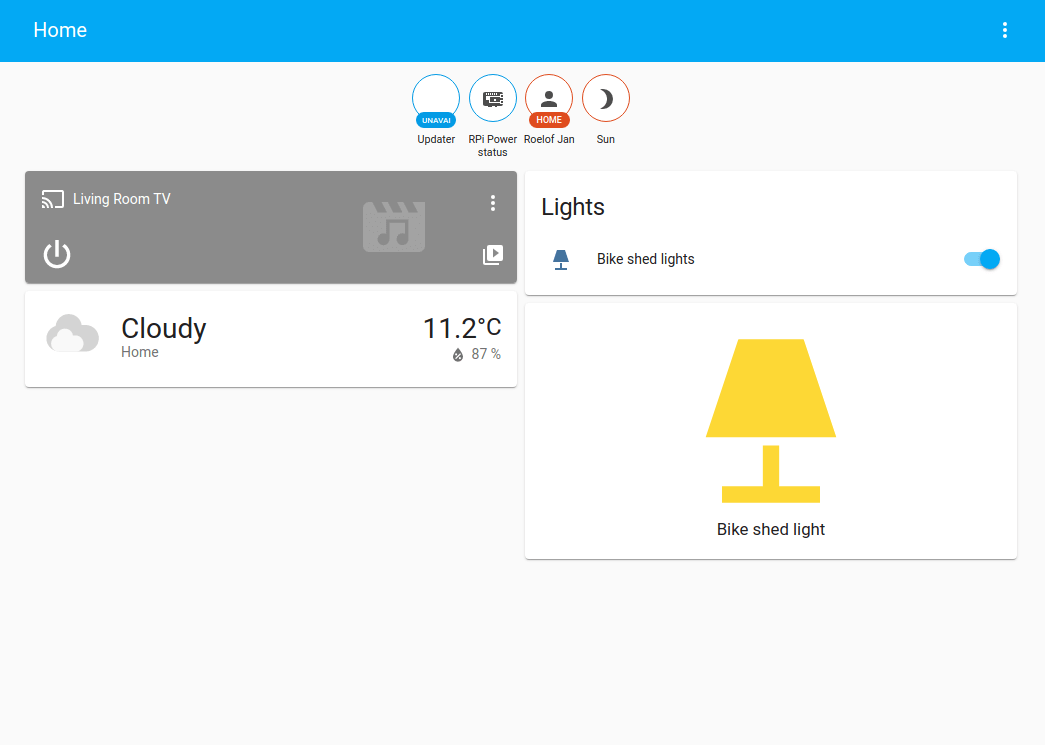 Home
UNAVAI
HOME
Updater
RPi Power
status
Roelof Jan
Sun
Living Room TV
Cloudy
Home
11.2°C
87 %
Lights
Bike shed lights
Bike shed light